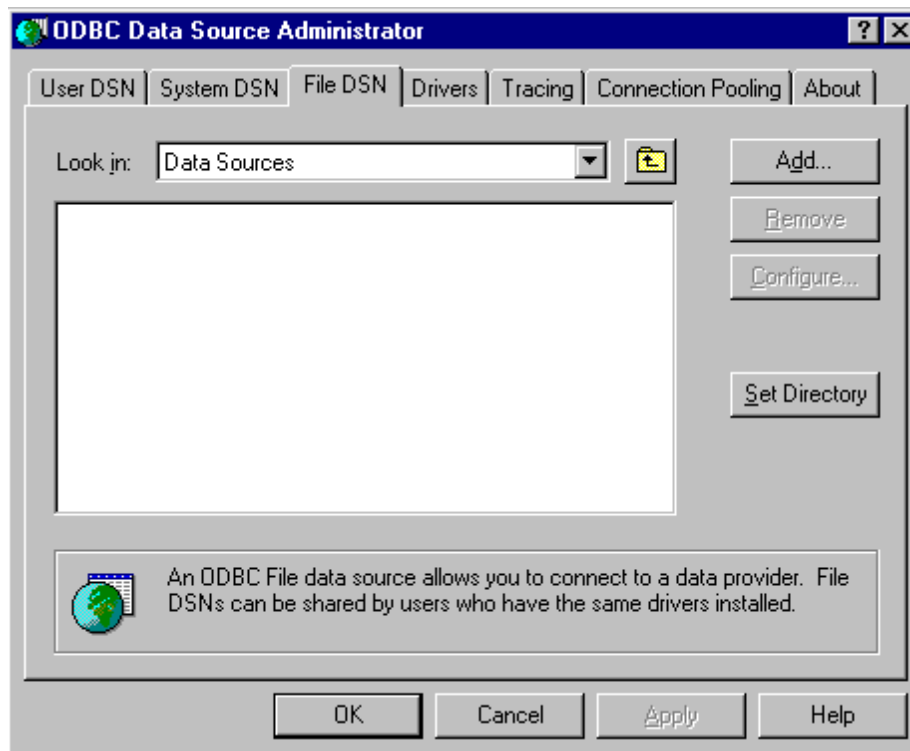 ODBC Data Source Administrator
User DSN System DSN File DSN Drivers Tracing Connection Pooling About
Look in: Data Sources Add...
Remove
Configure...
Set Directory
An ODBC File data source allows you to connect to a data provider.  File
DSNs can be shared by users who have the same drivers installed.
OK Cancel Apply Help